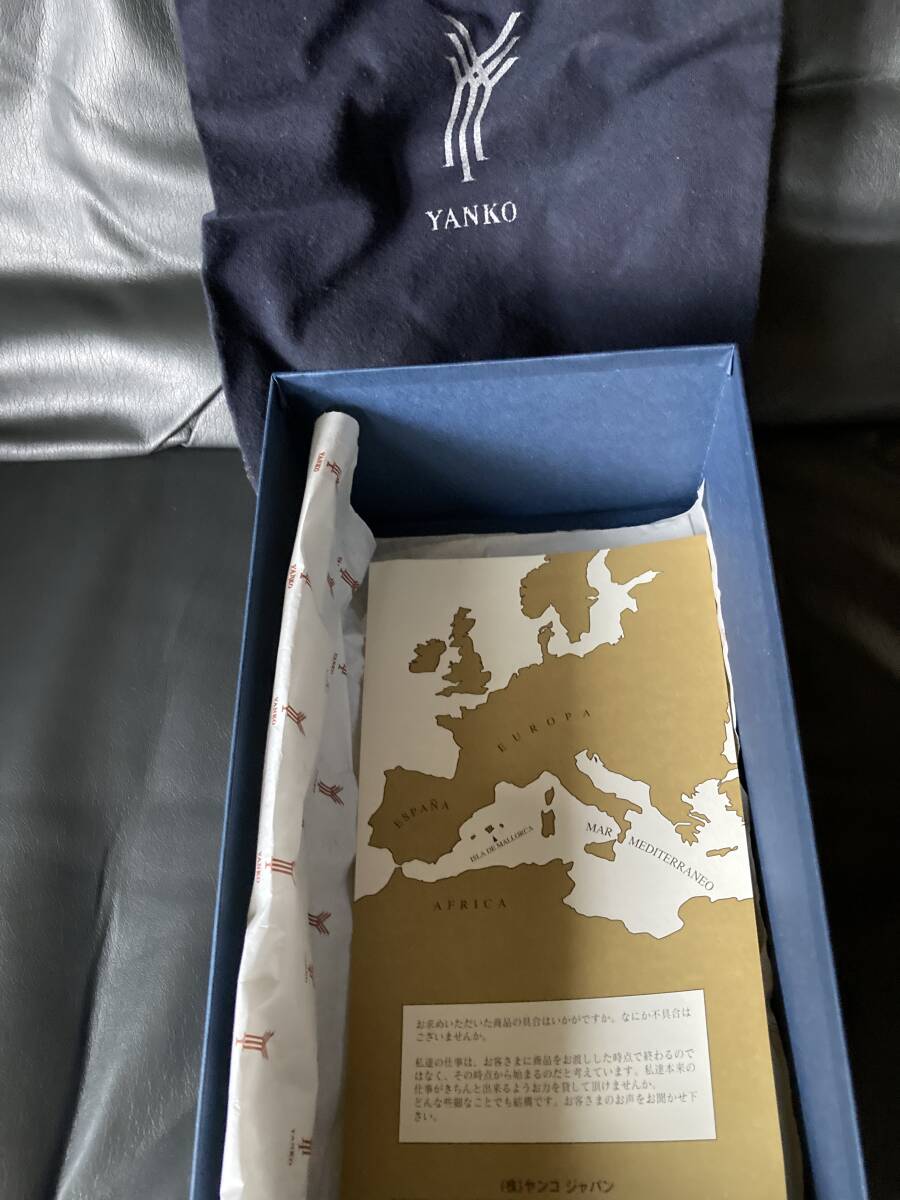 YANKO
YANKO
YANKO
YANKO
YANKO
YANKO
YANKO
EUROPA
ESPAÑA
ISLA DE MALLORCA
MAR MEDITERRANEO
AFRICA
お求めいただいた商品の具合はいかがですか。なにか不具合は
ございませんか。
私達の仕事は、お客さまに商品をお渡しした時点で終わるので
はなく、その時点から始まるのだと考えています。私達本来の
仕事がきちんと出来るようお力を貸して頂けませんか。
どんな些細なことでも結構です。お客さまのお声をお聞かせ下
さい。
(株)ヤンコ ジャパン